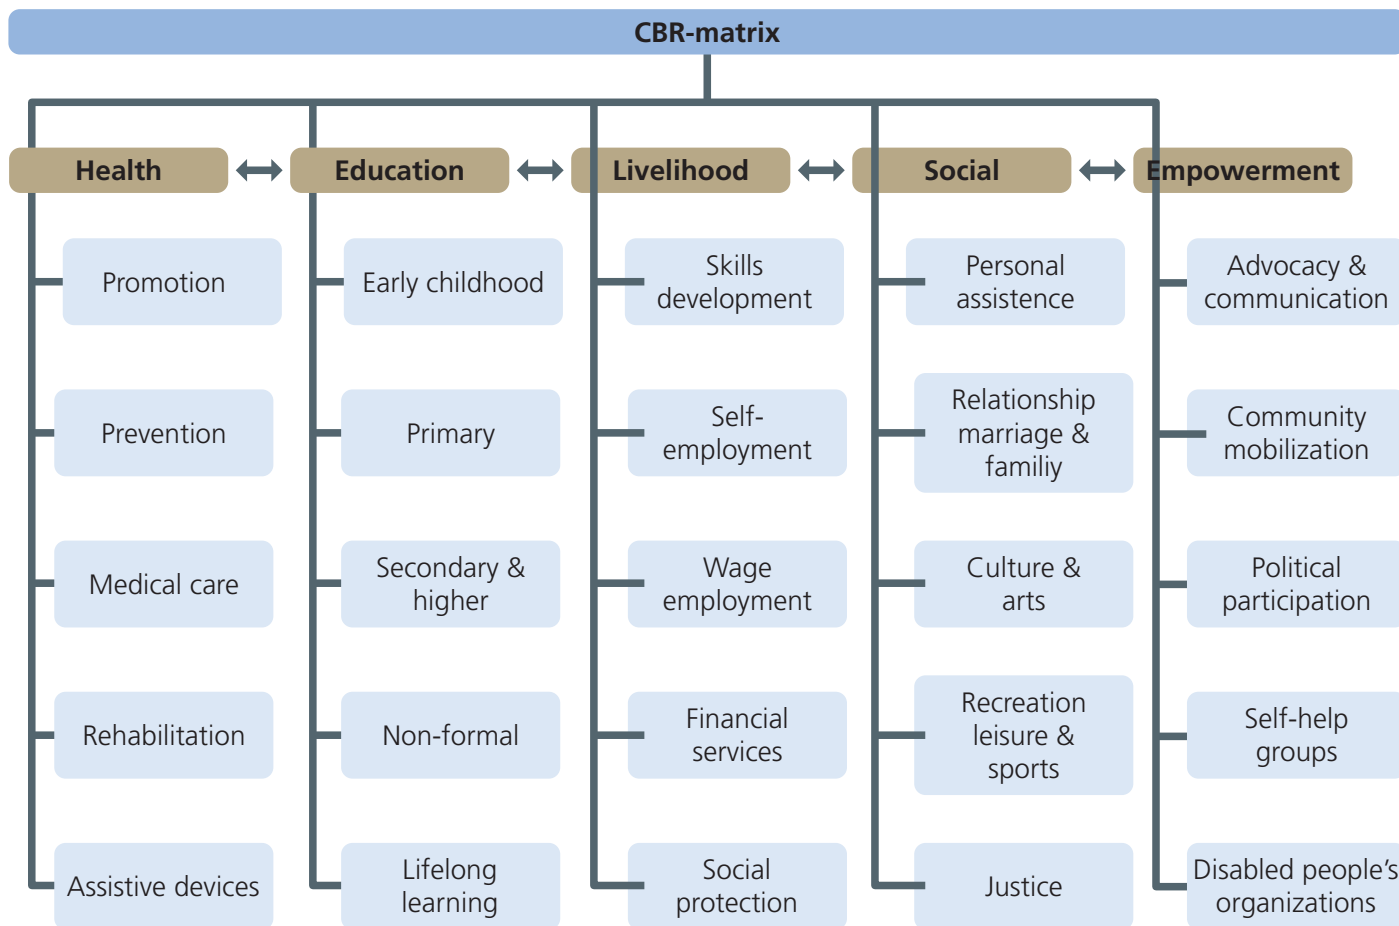 CBR-matrix
Health
Education
Livelihood
Social
Empowerment
Promotion
Prevention
Medical care
Rehabilitation
Assistive devices
Early childhood
Primary
Secondary &
higher
Non-formal
Lifelong
learning
Skills
development
Self-
employment
Wage
employment
Financial
services
Social
protection
Personal
assistence
Relationship
marriage &
familiy
Culture &
arts
Recreation
leisure &
sports
Justice
Advocacy &
communication
Community
mobilization
Political
participation
Self-help
groups
Disabled people's
organizations